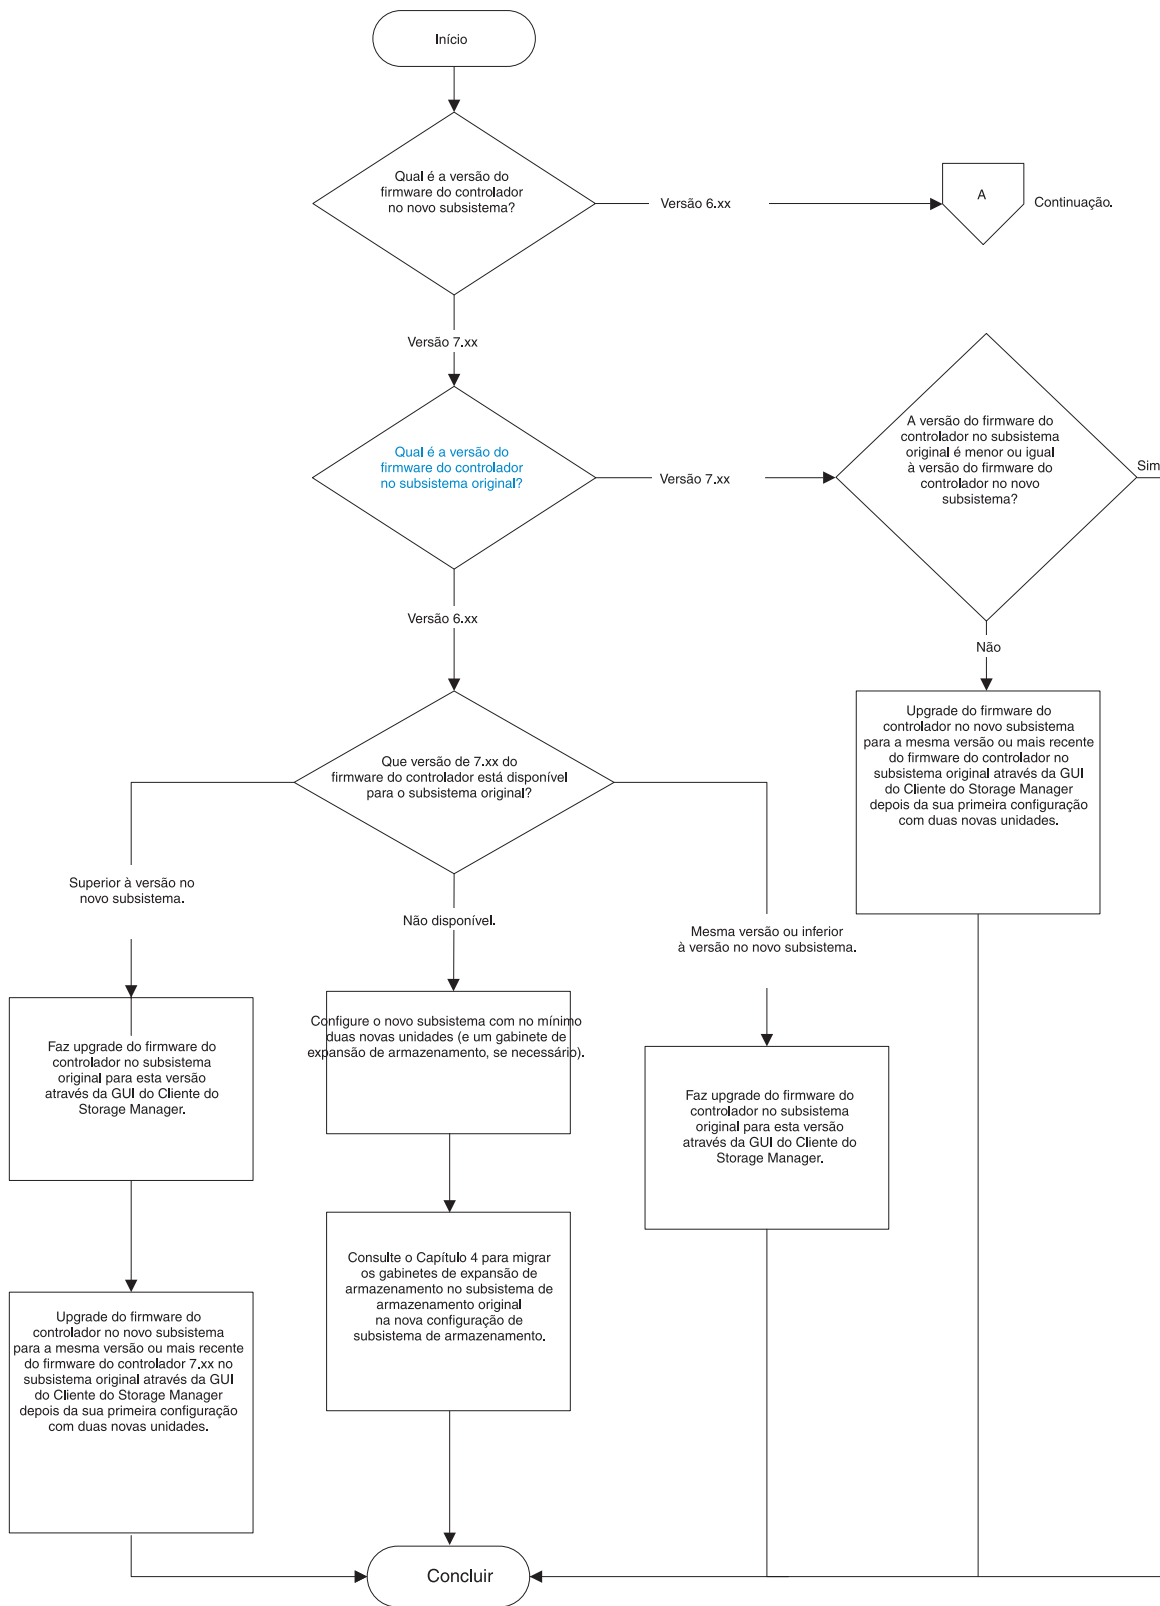 Início
Qual é a versão do
firmware do controlador
no novo subsistema?
Versão 6.xx
A
Continuação.
Versão 7.xx
Qual é a versão do
firmware do controlador
no subsistema original?
Versão 7.xx
A versão do firmware do
controlador no subsistema
original é menor ou igual
à versão do firmware do
controlador no novo
subsistema?
Sim
Versão 6.xx
Não
Upgrade do firmware do
controlador no novo subsistema
para a mesma versão ou mais recente
do firmware do controlador no
subsistema original através da GUI
do Cliente do Storage Manager
depois da sua primeira configuração
com duas novas unidades.
Que versão de 7.xx do
firmware do controlador está disponível
para o subsistema original?
Superior à versão no
novo subsistema.
Não disponível.
Mesma versão ou inferior
à versão no novo subsistema.
Faz upgrade do firmware do
controlador no subsistema
original para esta versão
através da GUI do Cliente do
Storage Manager.
Configure o novo subsistema com no mínimo
duas novas unidades (e um gabinete de
expansão de armazenamento, se necessário).
Faz upgrade do firmware do
controlador no subsistema
original para esta versão
através da GUI do Cliente do
Storage Manager.
Consulte o Capítulo 4 para migrar
os gabinetes de expansão de
armazenamento no subsistema de
armazenamento original
na nova configuração de
subsistema de armazenamento.
Upgrade do firmware do
controlador no novo subsistema
para a mesma versão ou mais recente
do firmware do controlador 7.xx no
subsistema original através da GUI
do Cliente do Storage Manager
depois da sua primeira configuração
com duas novas unidades.
Concluir